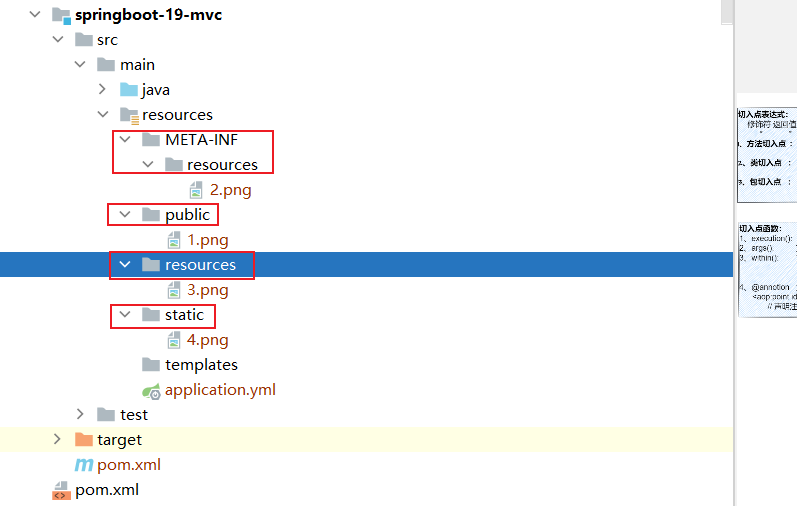 springboot-19-mvc
src
main
java
resources
META-INF
resources
2.png
public
1.png
resources
3.png
static
4.png
templates
application.yml
test
target
pom.xml
pom.xml
切入点表达式:
修饰符 返回值
1、方法切入点 :
2、类切入点 :
3、包切入点 :
切入点函数:
1、execution():
2、args():
3、within():
4、@annotion
<aop:point.id
// 声明注